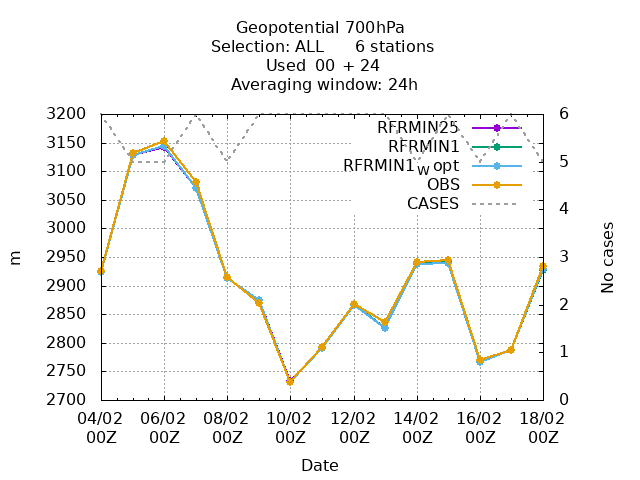 Geopotential 700hPa
Selection: ALL 6 stations
Used 00 + 24
Averaging window: 24h
3200
3150
3100
3050
3000
2950
2900
2850
2800
2750
2700
m
6
5
4
3
2
1
0
No cases
RFRMIN25
RFRMIN1
RFRMIN1wopt
OBS
CASES
04/02 06/02 08/02 10/02 12/02 14/02 16/02 18/02
00Z 00Z 00Z 00Z 00Z 00Z 00Z 00Z
Date